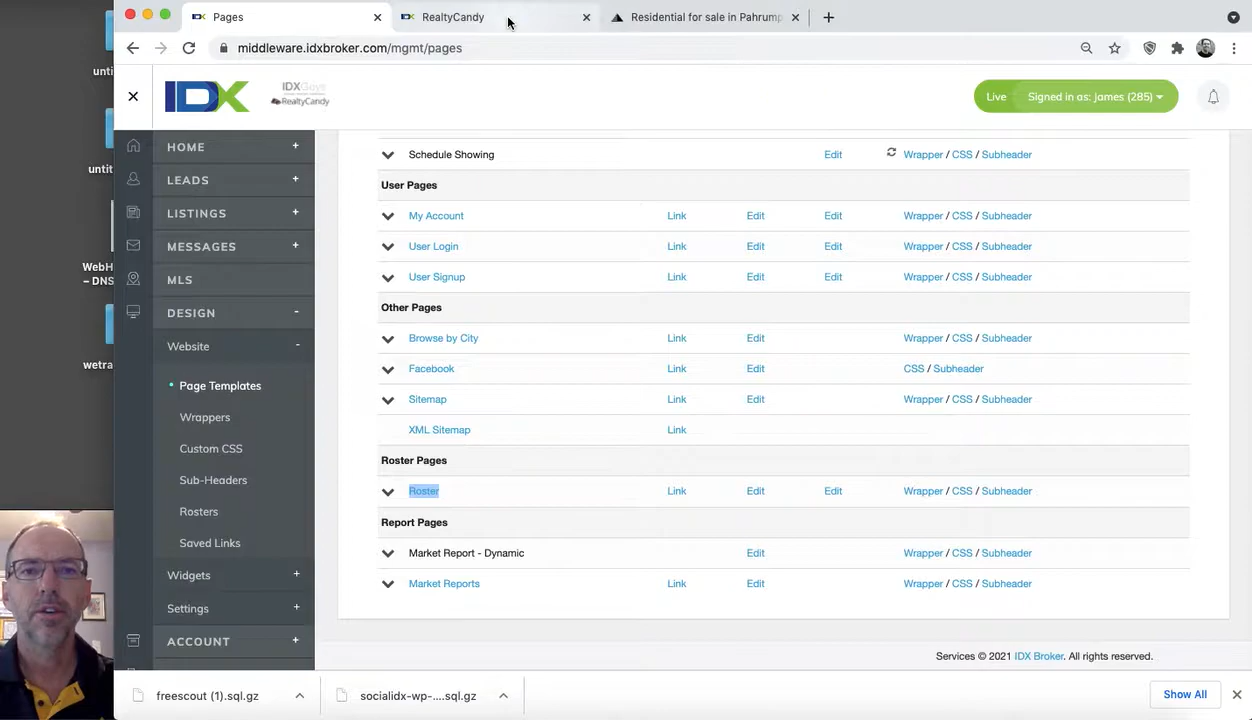 Pages
RealtyCandy
Residential for sale in Pahrump
middleware.idxbroker.com/mgmt/pages
IDX
IDXGuys
RealtyCandy
Live
Signed in as: james (285)
unti
untit
WebH
– DNS
wetra
HOME
LEADS
LISTINGS
MESSAGES
MLS
DESIGN
Website
Page Templates
Wrappers
Custom CSS
Sub-Headers
Rosters
Saved Links
Widgets
Settings
ACCOUNT
Schedule Showing Edit Wrapper / CSS / Subheader
User Pages
My Account Link Edit Edit Wrapper / CSS / Subheader
User Login Link Edit Edit Wrapper / CSS / Subheader
User Signup Link Edit Edit Wrapper / CSS / Subheader
Other Pages
Browse by City Link Edit Wrapper / CSS / Subheader
Facebook Link Edit CSS / Subheader
Sitemap Link Edit Wrapper / CSS / Subheader
XML Sitemap Link
Roster Pages
Roster Link Edit Edit Wrapper / CSS / Subheader
Report Pages
Market Report - Dynamic Edit Wrapper / CSS / Subheader
Market Reports Link Edit Wrapper / CSS / Subheader
Services © 2021 IDX Broker. All rights reserved.
freescout (1).sql.gz
socialidx-wp-....sql.gz
Show All